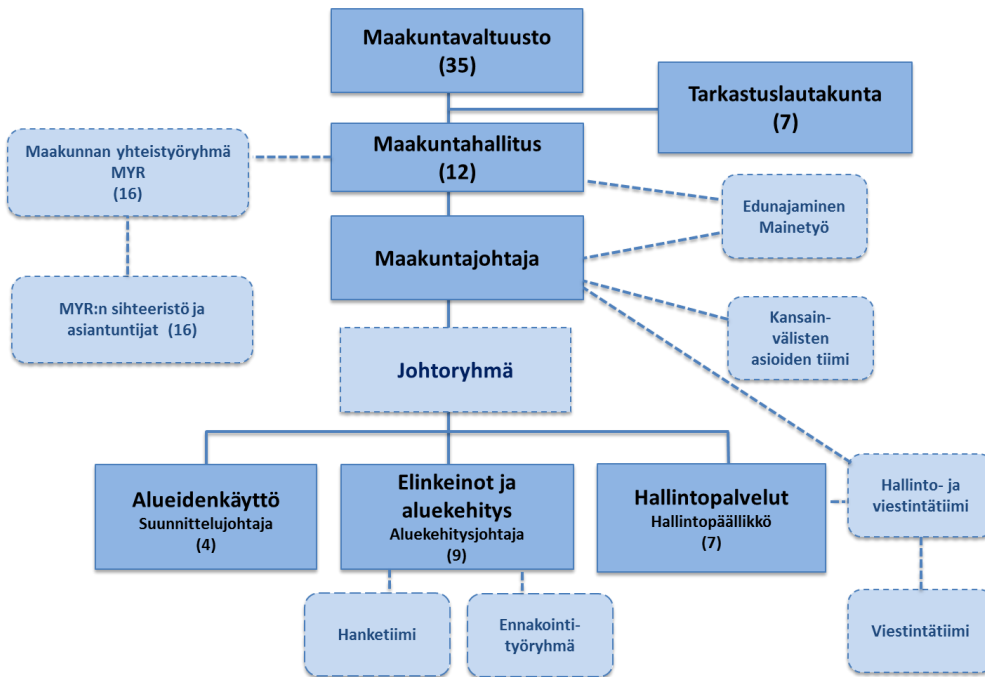 Maakuntavaltuusto
(35)
Tarkastuslautakunta
(7)
Maakunnan yhteistyöryhmä
MYR
(16)
Maakuntahallitus
(12)
Edunajaminen
Mainetyö
Maakuntajohtaja
MYR:n sihteeristö ja
asiantuntijat (16)
Kansain-
välisten
asioiden tiimi
Johtoryhmä
Alueidenkäyttö
Suunnittelujohtaja
(4)
Elinkeinot ja
aluekehitys
Aluekehitysjohtaja
(9)
Hallintopalvelut
Hallintopäällikkö
(7)
Hallinto- ja
viestintätiimi
Hanketiimi
Ennakointi-
työryhmä
Viestintätiimi